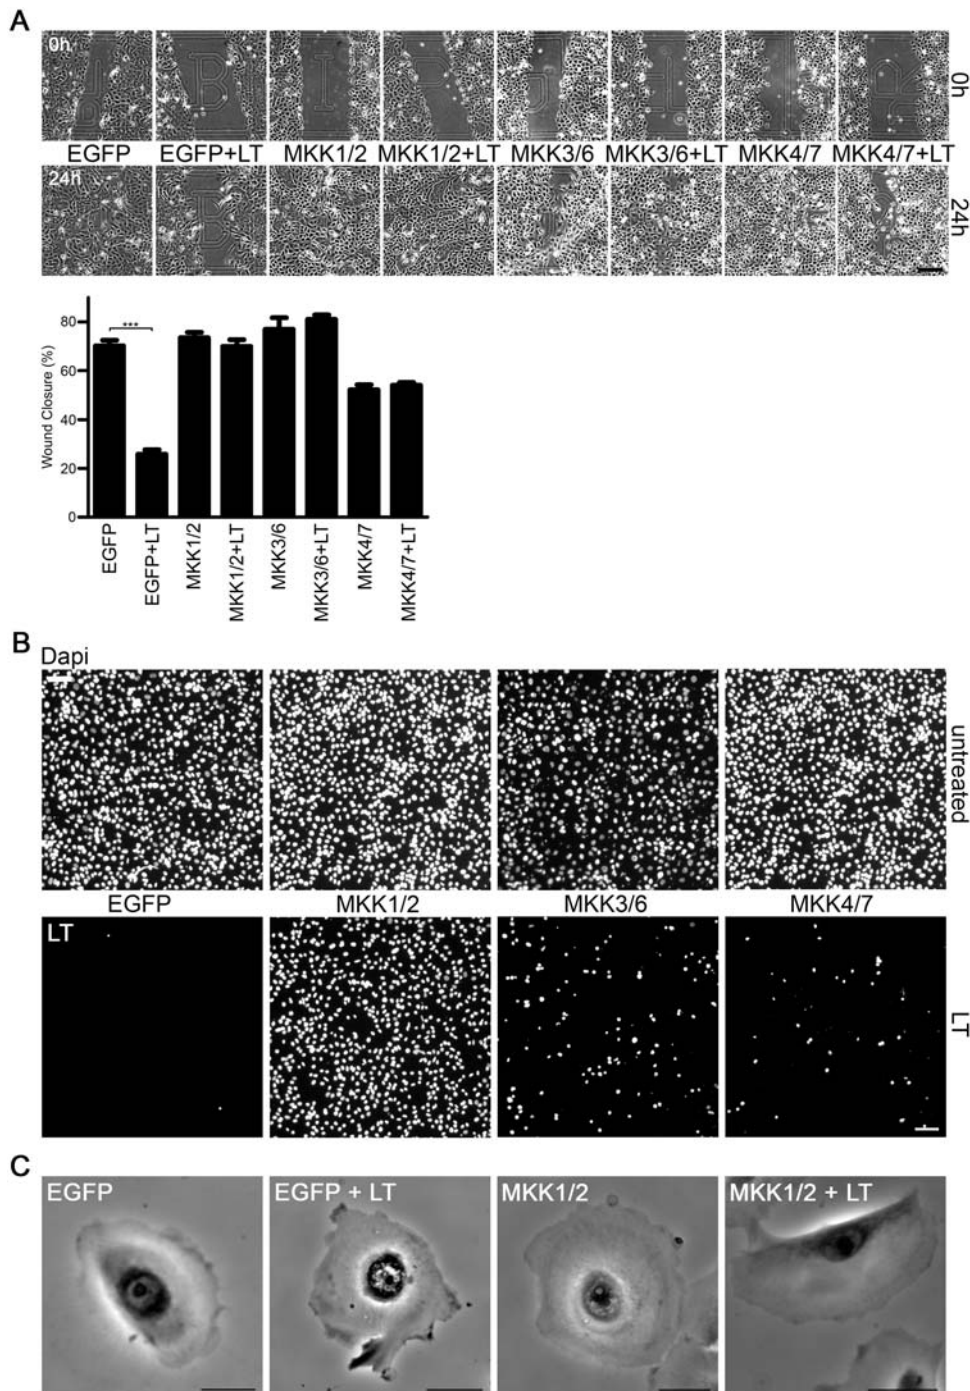 A
0h
0h
EGFP EGFP+LT MKK1/2 MKK1/2+LT MKK3/6 MKK3/6+LT MKK4/7 MKK4/7+LT
24h
24h
Wound Closure (%)
80
60
40
20
0
***
EGFP
EGFP+LT
MKK1/2
MKK1/2+LT
MKK3/6
MKK3/6+LT
MKK4/7
MKK4/7+LT
B
Dapi
untreated
EGFP MKK1/2 MKK3/6 MKK4/7
LT
LT
C
EGFP EGFP + LT MKK1/2 MKK1/2 + LT